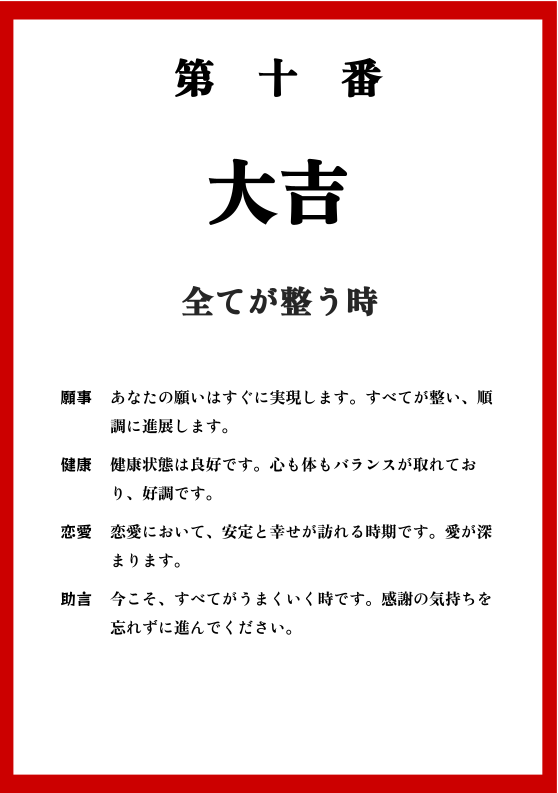 第　十　番
大吉
全てが整う時
願事　あなたの願いはすぐに実現します。すべてが整い、順
調に進展します。
健康　健康状態は良好です。心も体もバランスが取れてお
り、好調です。
恋愛　恋愛において、安定と幸せが訪れる時期です。愛が深
まります。
助言　今こそ、すべてがうまくいく時です。感謝の気持ちを
忘れずに進んでください。